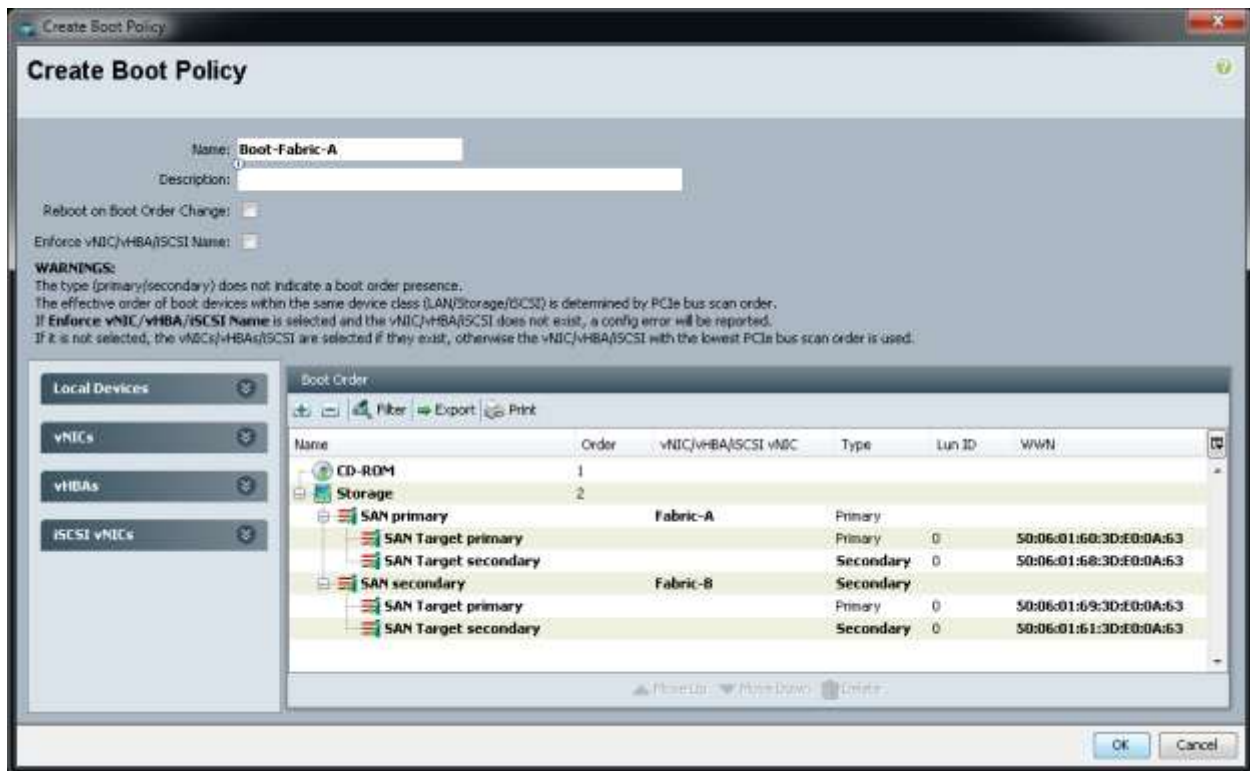 Create Boot Policy
Create Boot Policy
Name: Boot-Fabric-A
Description:
Reboot on Boot Order Change:
Enforce vNIC/vHBA/iSCSI Name:
WARNINGS:
The type (primary/secondary) does not indicate a boot order presence.
The effective order of boot devices within the same device class (LAN/Storage/iSCSI) is determined by PCIe bus scan order.
If Enforce vNIC/vHBA/iSCSI Name is selected and the vNIC/vHBA/iSCSI does not exist, a config error will be reported.
If it is not selected, the vNICs/vHBAs/iSCSI are selected if they exist, otherwise the vNIC/vHBA/iSCSI with the lowest PCIe bus scan order is used.
Local Devices
vNICs
vHBAs
iSCSI vNICs
Boot Order
Filter Export Print
Name Order vNIC/vHBA/iSCSI vNIC Type Lun ID WWN
CD-ROM 1
Storage 2
SAN primary Fabric-A Primary
SAN Target primary Primary 0 50:06:01:60:3D:E0:0A:63
SAN Target secondary Secondary 0 50:06:01:68:3D:E0:0A:63
SAN secondary Fabric-B Secondary
SAN Target primary Primary 0 50:06:01:69:3D:E0:0A:63
SAN Target secondary Secondary 0 50:06:01:61:3D:E0:0A:63
Move Up Move Down Delete
OK Cancel